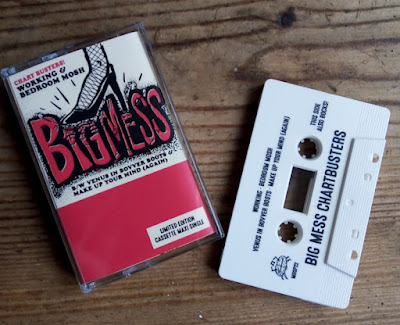 CHART BUSTERS!
WORKING &
BEDROOM MOSH
BIG MESS
B/W VENUS IN BOVVER BOOTS &
MAKE UP YOUR MIND (AGAIN)
LIMITED EDITION
CASSETTE MAXI SINGLE
THIS SIDE
ALSO ROCKS!
WORKING BEDROOM MOSH
VENUS IN BOVVER BOOTS MAKE UP YOUR MIND (AGAIN)
BIG MESS CHARTBUSTERS